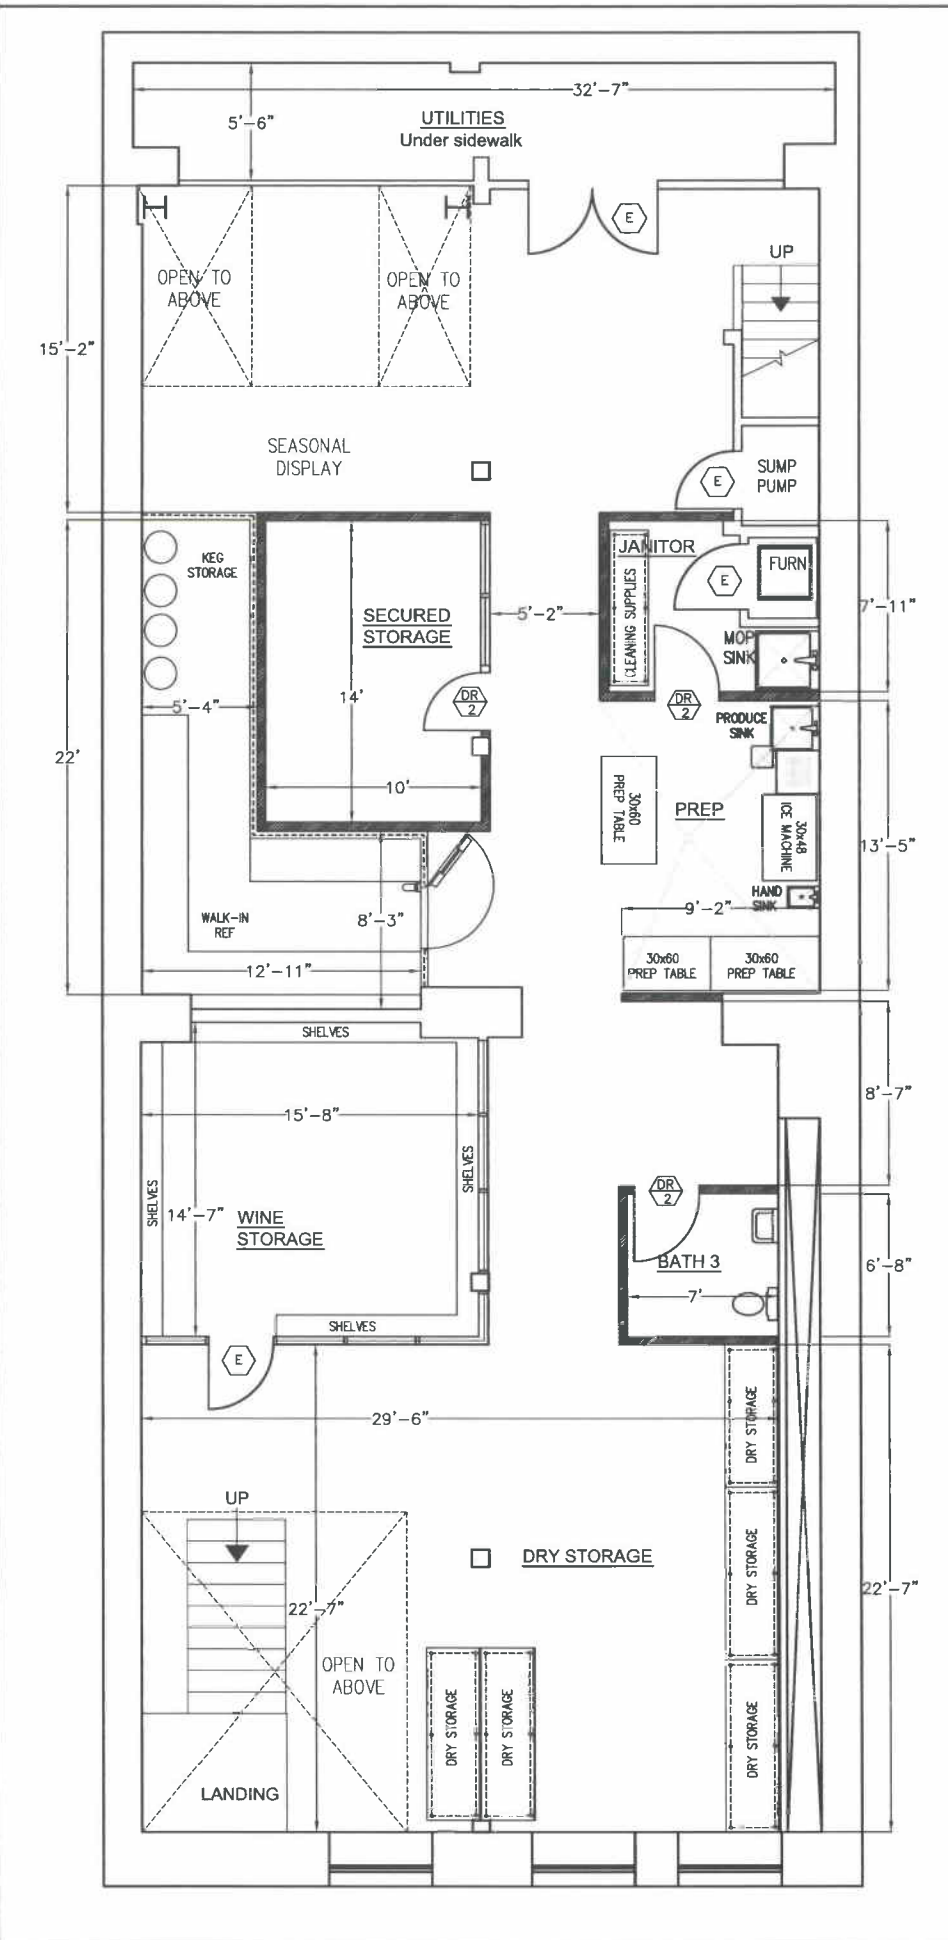 32'-7"
5'-6"
UTILITIES
Under sidewalk
E
UP
OPEN TO
ABOVE
OPEN TO
ABOVE
15'-2"
SEASONAL
DISPLAY
E
SUMP
PUMP
KEG
STORAGE
SECURED
STORAGE
5'-2"
JANITOR
CLEANING SUPPLIES
E
FURN
7'-11"
MOP
SINK
14'
DR
2
DR
2
5'-4"
PRODUCE
SINK
22'
10'
30x60
PREP TABLE
PREP
30x48
ICE MACHINE
13'-5"
HAND
SINK
WALK-IN
REF
8'-3"
9'-2"
12'-11"
30x60
PREP TABLE
30x60
PREP TABLE
SHELVES
8'-7"
15'-8"
SHELVES
SHELVES
14'-7"
WINE
STORAGE
DR
2
BATH 3
6'-8"
7'
SHELVES
E
29'-6"
DRY STORAGE
UP
DRY STORAGE
DRY STORAGE
22'-7"
22'-7"
OPEN TO
ABOVE
DRY STORAGE
DRY STORAGE
DRY STORAGE
LANDING